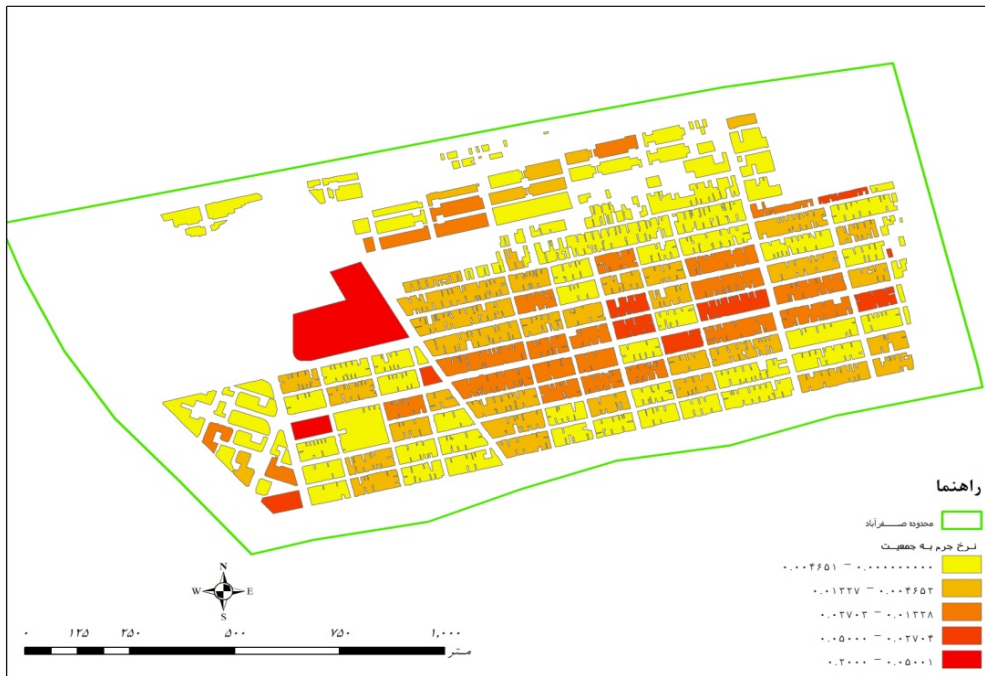 راهنما
محدوده صفرآباد
نرخ جرم به جمعیت
۰.۰۰۴۶۵۱ – ۰.۰۰۰۰۰۰۰۰۰
۰.۰۱۳۲۷ – ۰.۰۰۴۶۵۲
۰.۰۲۷۰۳ – ۰.۰۱۳۲۸
۰.۰۵۰۰۰ – ۰.۰۲۷۰۴
۰.۲۰۰۰ – ۰.۰۵۰۰۱
N
W E
S
۰ ۱۲۵ ۲۵۰ ۵۰۰ ۷۵۰ ۱,۰۰۰
متر